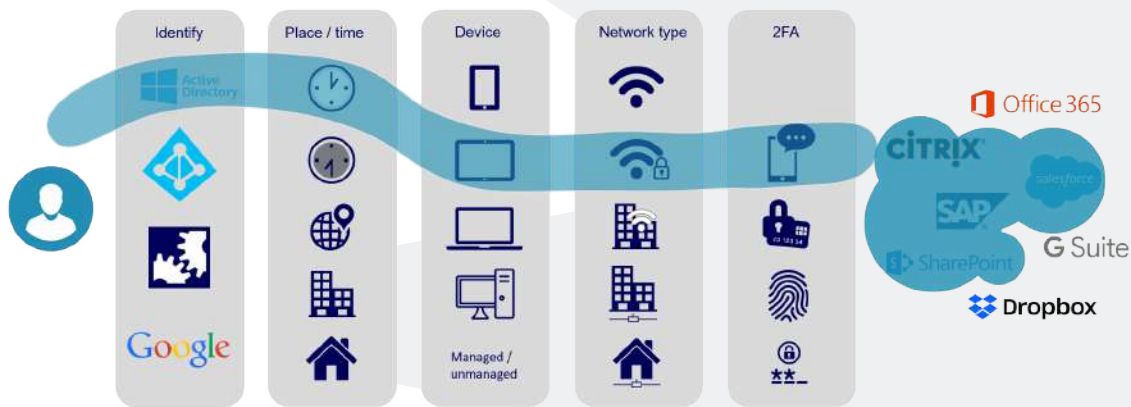 Identify
Place / time
Device
Network type
2FA
Active
Directory
Office 365
CITRIX
salesforce
SAP
G Suite
SharePoint
Dropbox
Google
Managed /
unmanaged
**_